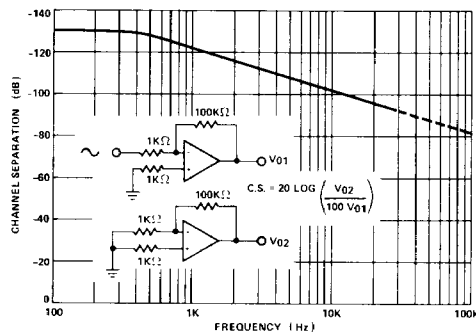 CHANNEL SEPARATION (dB)
-140
-120
-100
-80
-60
-40
-20
0
100KΩ
1KΩ
1KΩ
V01
C.S. = 20 LOG (V02 / 100 V01)
100KΩ
1KΩ
1KΩ
V02
100
1K
10K
100K
FREQUENCY (Hz)